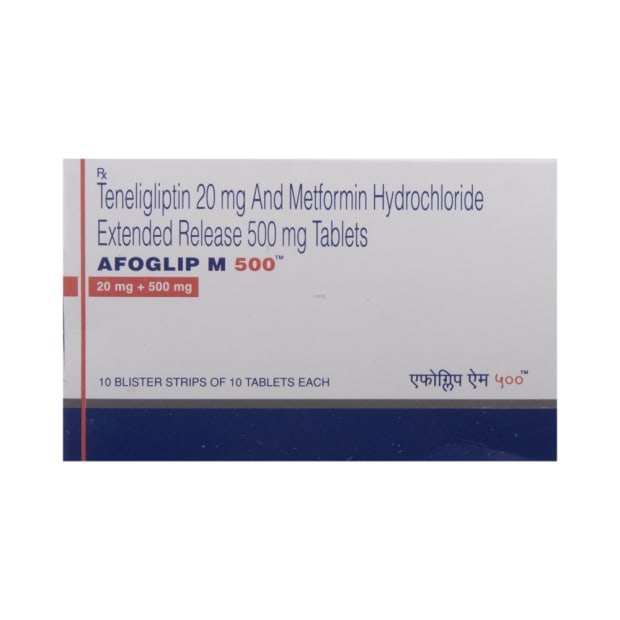 Rx
Teneligliptin 20 mg And Metformin Hydrochloride
Extended Release 500 mg Tablets
AFOGLIP M 500™
20 mg + 500 mg
10 BLISTER STRIPS OF 10 TABLETS EACH
एफोग्लिप ऐम ५००™